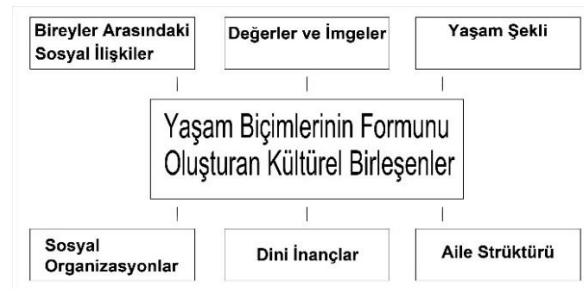 Bireyler Arasındaki
Sosyal İlişkiler
Değerler ve İmgeler
Yaşam Şekli
Yaşam Biçimlerinin Formunu
Oluşturan Kültürel Birleşenler
Sosyal
Organizasyonlar
Dini İnançlar
Aile Strüktürü